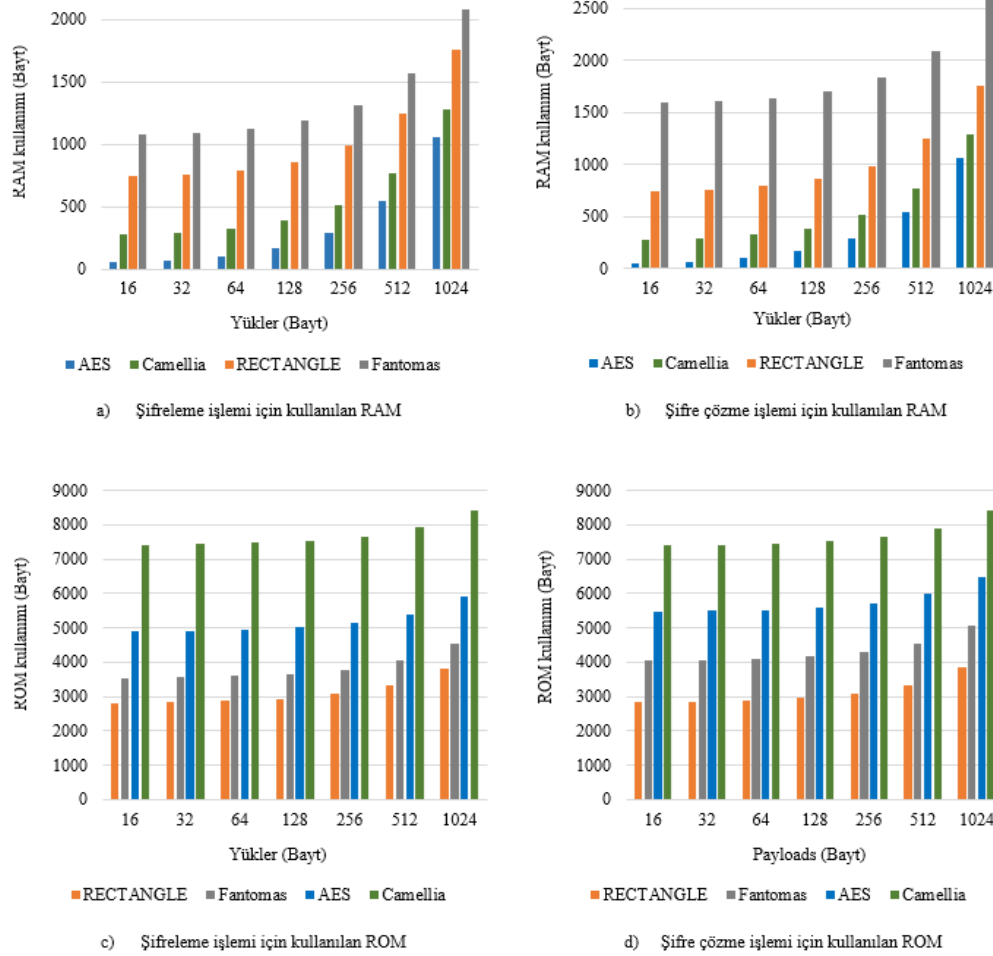 RAM kullanımı (Bayt)
2000
1500
1000
500
0
16 32 64 128 256 512 1024
Yükler (Bayt)
AES Camellia RECTANGLE Fantomas
a) Şifreleme işlemi için kullanılan RAM
RAM kullanımı (Bayt)
2500
2000
1500
1000
500
0
16 32 64 128 256 512 1024
Yükler (Bayt)
AES Camellia RECTANGLE Fantomas
b) Şifre çözme işlemi için kullanılan RAM
ROM kullanımı (Bayt)
9000
8000
7000
6000
5000
4000
3000
2000
1000
0
16 32 64 128 256 512 1024
Yükler (Bayt)
RECTANGLE Fantomas AES Camellia
c) Şifreleme işlemi için kullanılan ROM
ROM kullanımı (Bayt)
9000
8000
7000
6000
5000
4000
3000
2000
1000
0
16 32 64 128 256 512 1024
Payloads (Bayt)
RECTANGLE Fantomas AES Camellia
d) Şifre çözme işlemi için kullanılan ROM